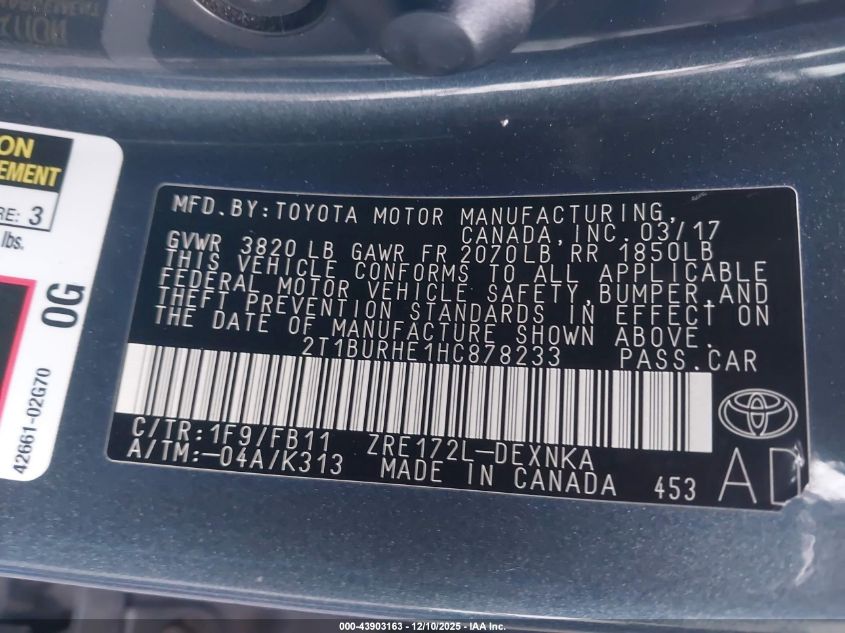 ON
EMENT
RE: 3
lbs.
0G
42661-02G70
MFD.BY:TOYOTA MOTOR MANUFACTURING,
CANADA,INC.03/17
GVWR 3820 LB GAWR FR 2070LB RR 1850LB
THIS VEHICLE CONFORMS TO ALL APPLICABLE
FEDERAL MOTOR VEHICLE SAFETY,BUMPER,AND
THEFT PREVENTION STANDARDS IN EFFECT ON
THE DATE OF MANUFACTURE SHOWN ABOVE.
2T1BURHE1HC878233 PASS.CAR
C/TR:1F9/FB11 ZRE172L-DEXNKA
A/TM:-04A/K313 MADE IN CANADA 453
AD
000-43903163 - 12/10/2025 - IAA Inc.